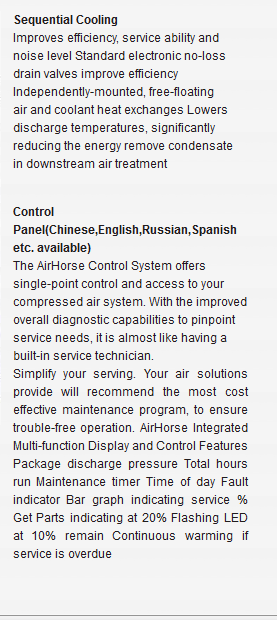 Sequential Cooling
Improves efficiency, service ability and
noise level Standard electronic no-loss
drain valves improve efficiency
Independently-mounted, free-floating
air and coolant heat exchanges Lowers
discharge temperatures, significantly
reducing the energy remove condensate
in downstream air treatment
Control
Panel(Chinese,English,Russian,Spanish
etc. available)
The AirHorse Control System offers
single-point control and access to your
compressed air system. With the improved
overall diagnostic capabilities to pinpoint
service needs, it is almost like having a
built-in service technician.
Simplify your serving. Your air solutions
provide will recommend the most cost
effective maintenance program, to ensure
trouble-free operation. AirHorse Integrated
Multi-function Display and Control Features
Package discharge pressure Total hours
run Maintenance timer Time of day Fault
indicator Bar graph indicating service %
Get Parts indicating at 20% Flashing LED
at 10% remain Continuous warming if
service is overdue